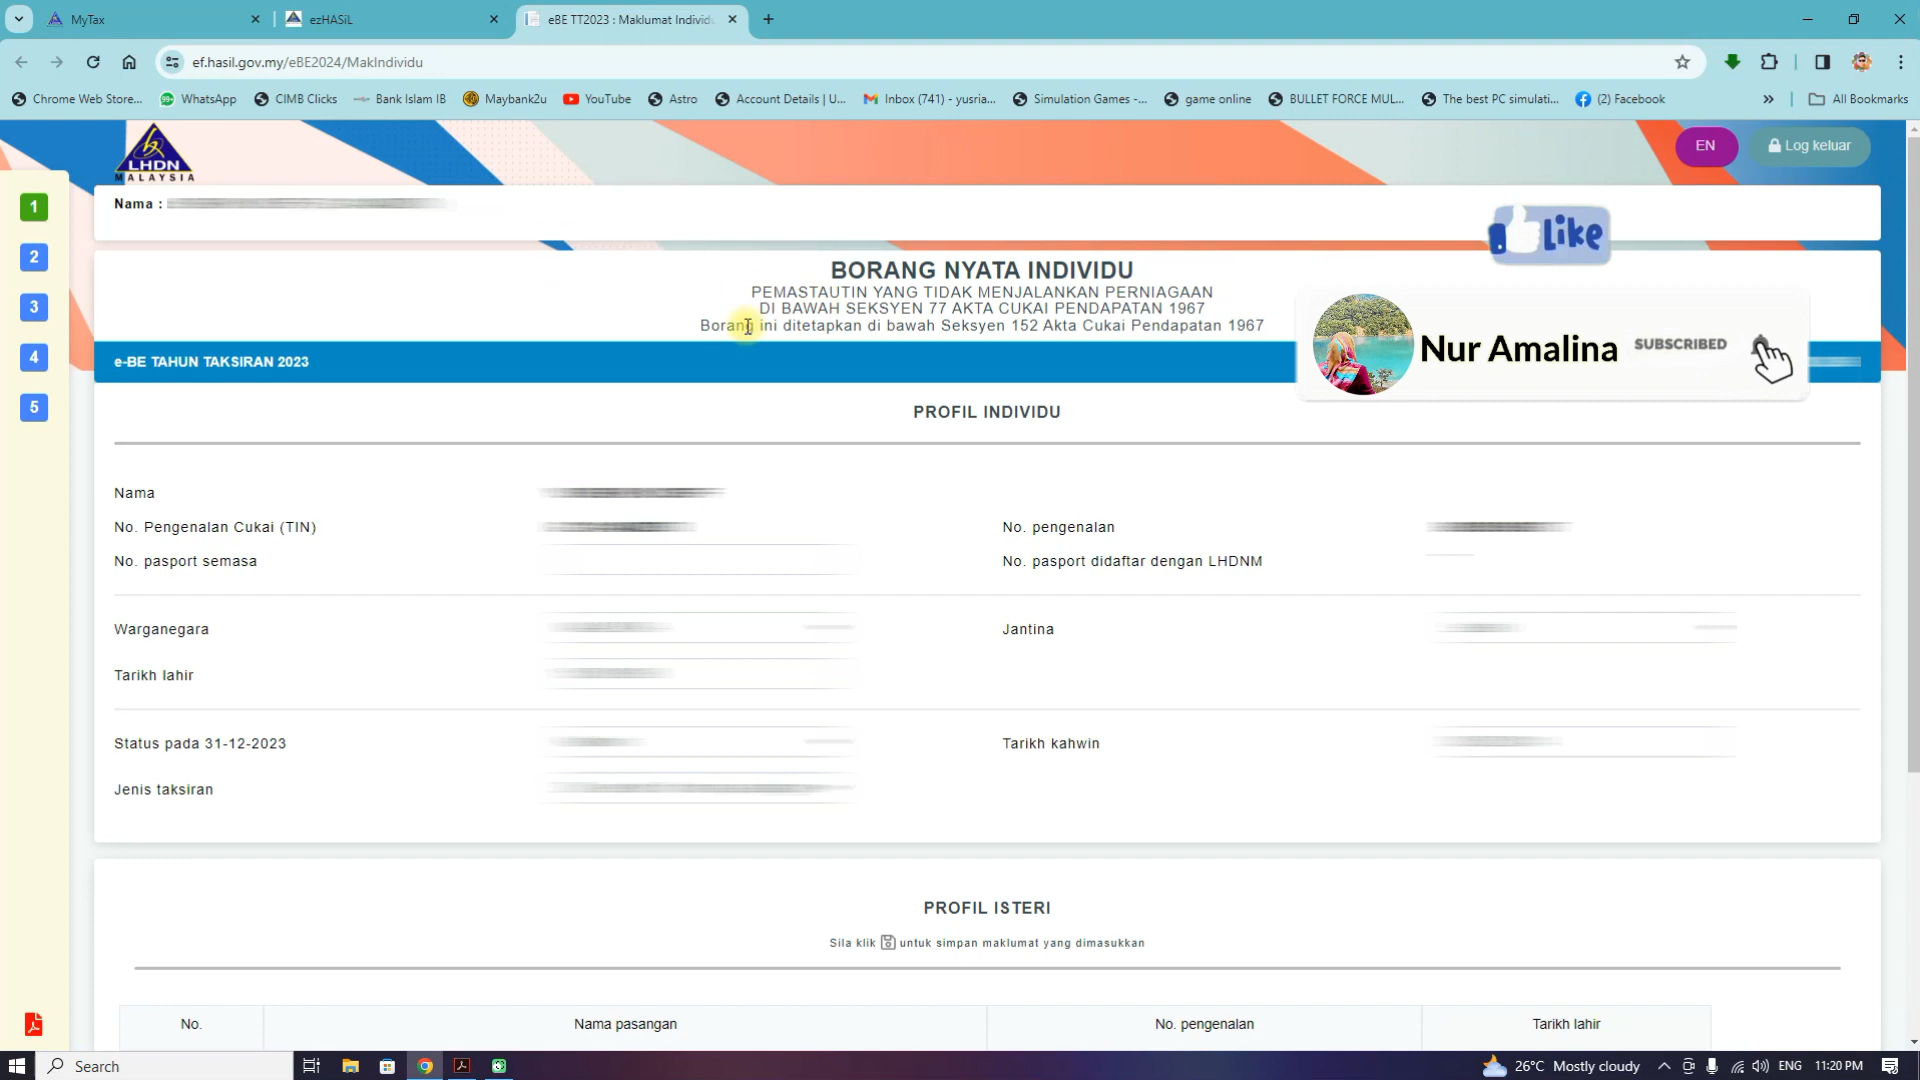 MyTax
ezHASiL
eBE TT2023 : Maklumat Individu
ef.hasil.gov.my/eBE2024/MakIndividu
Chrome Web Store...
99+
WhatsApp
CIMB Clicks
Bank Islam IB
Maybank2u
YouTube
Astro
Account Details | U...
Inbox (741) - yusria...
Simulation Games -...
game online
BULLET FORCE MUL...
The best PC simulati...
(2) Facebook
»
All Bookmarks
LHDN
MALAYSIA
EN
Log keluar
1
2
3
4
5
Nama :
Like
BORANG NYATA INDIVIDU
PEMASTAUTIN YANG TIDAK MENJALANKAN PERNIAGAAN
DI BAWAH SEKSYEN 77 AKTA CUKAI PENDAPATAN 1967
Borang ini ditetapkan di bawah Seksyen 152 Akta Cukai Pendapatan 1967
Nur Amalina
SUBSCRIBED
e-BE TAHUN TAKSIRAN 2023
PROFIL INDIVIDU
Nama
No. Pengenalan Cukai (TIN)
No. pengenalan
No. pasport semasa
No. pasport didaftar dengan LHDNM
Warganegara
Jantina
Tarikh lahir
Status pada 31-12-2023
Tarikh kahwin
Jenis taksiran
PROFIL ISTERI
Sila klik untuk simpan maklumat yang dimasukkan
No.
Nama pasangan
No. pengenalan
Tarikh lahir
Search
26°C Mostly cloudy
ENG
11:20 PM